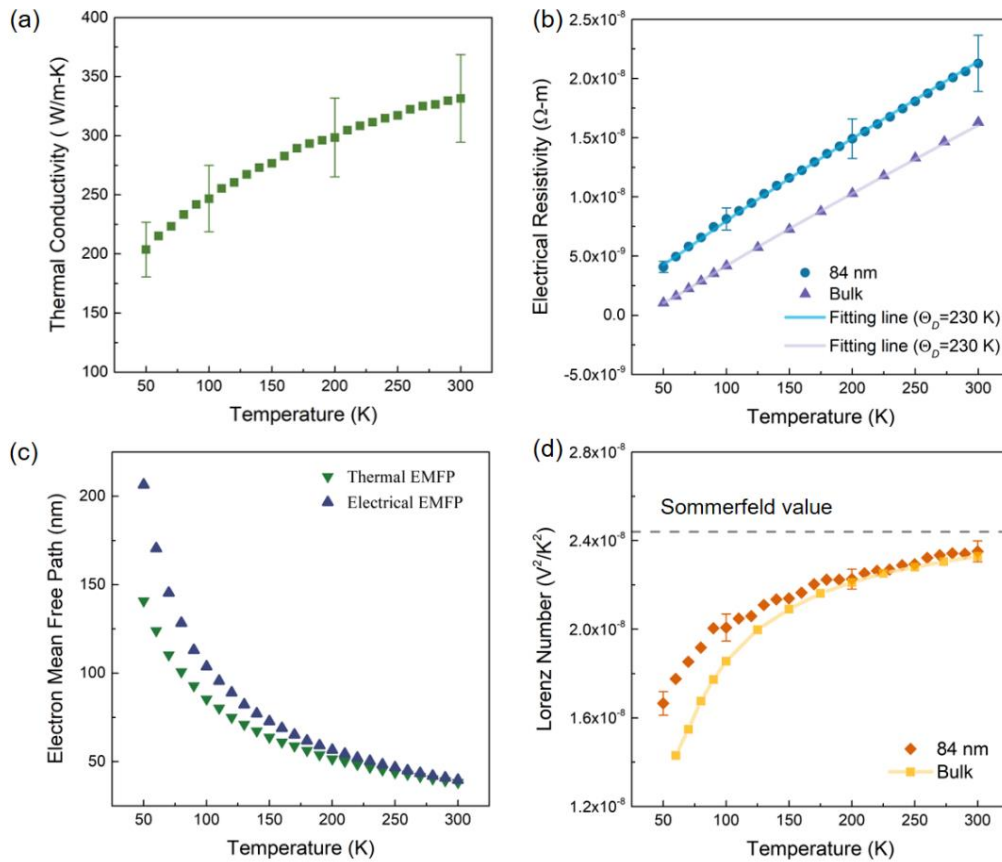 (a)
400
350
300
250
200
150
100
50 100 150 200 250 300
Thermal Conductivity ( W/m-K)
Temperature (K)
(b)
2.5x10⁻⁸
2.0x10⁻⁸
1.5x10⁻⁸
1.0x10⁻⁸
5.0x10⁻⁹
0.0
-5.0x10⁻⁹
50 100 150 200 250 300
Electrical Resistivity (Ω-m)
84 nm
Bulk
Fitting line (Θ_D=230 K)
Fitting line (Θ_D=230 K)
Temperature (K)
(c)
200
150
100
50
50 100 150 200 250 300
Electron Mean Free Path (nm)
Thermal EMFP
Electrical EMFP
Temperature (K)
(d)
2.8x10⁻⁸
2.4x10⁻⁸
2.0x10⁻⁸
1.6x10⁻⁸
1.2x10⁻⁸
50 100 150 200 250 300
Lorenz Number (V²/K²)
Sommerfeld value
84 nm
Bulk
Temperature (K)